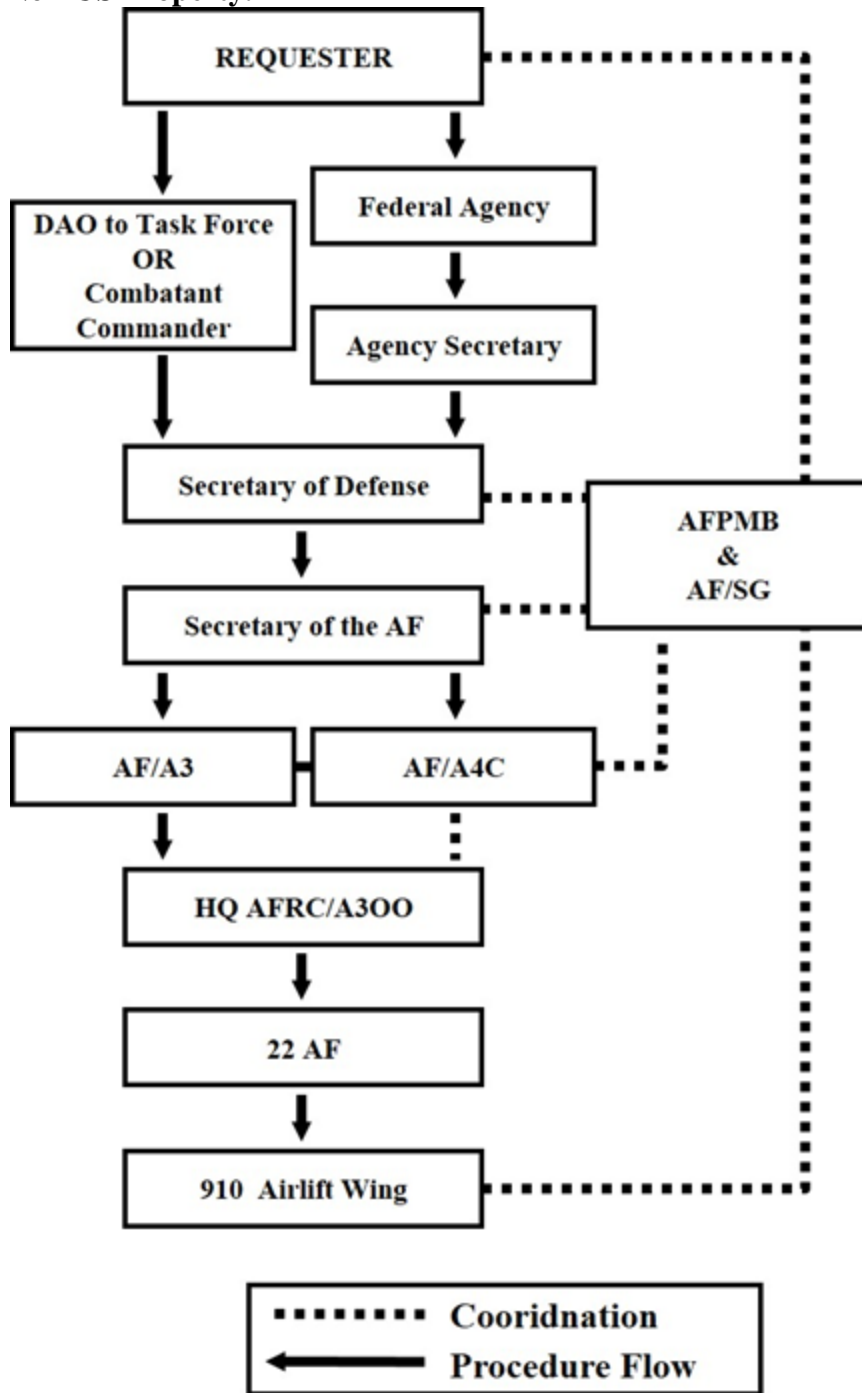 REQUESTER
DAO to Task Force
OR
Combatant
Commander
Federal Agency
Agency Secretary
Secretary of Defense
AFPMB
&
AF/SG
Secretary of the AF
AF/A3
AF/A4C
HQ AFRC/A3OO
22 AF
910 Airlift Wing
Cooridnation
Procedure Flow